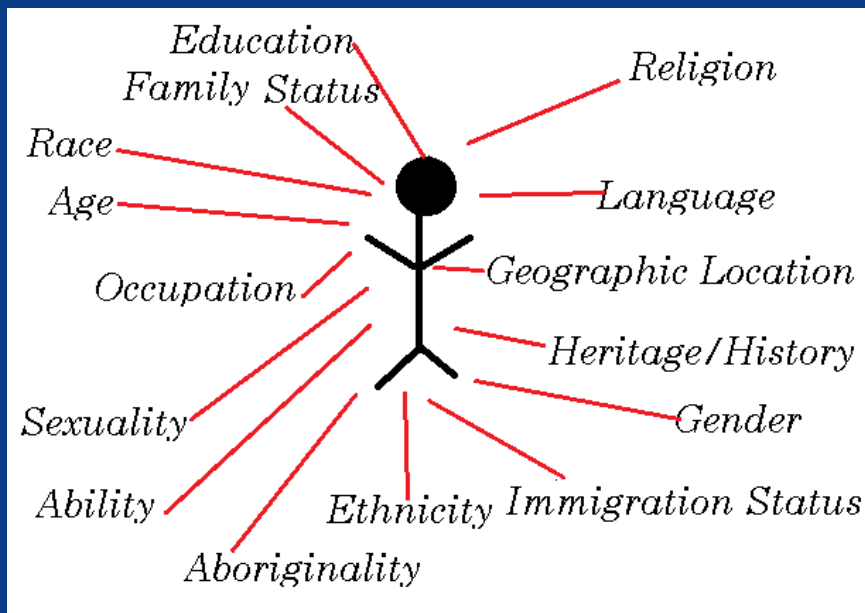 Education
Religion
Family Status
Race
Age
Language
Geographic Location
Occupation
Heritage/History
Sexuality
Gender
Ability
Ethnicity
Immigration Status
Aboriginality